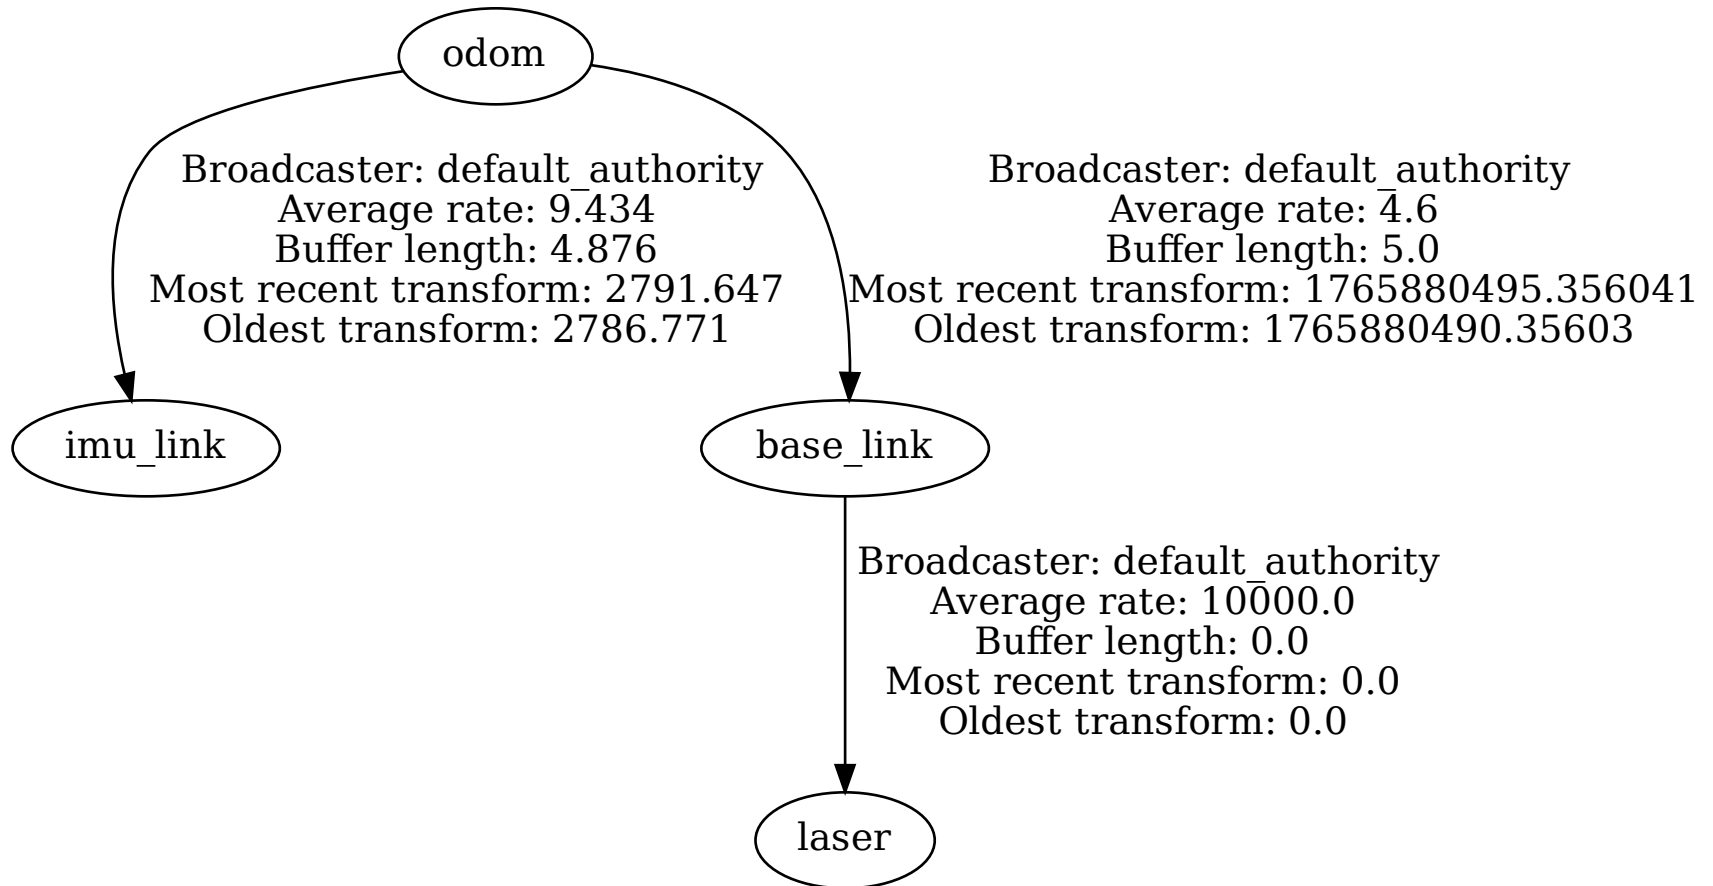 odom
Broadcaster: default_authority
Average rate: 9.434
Buffer length: 4.876
Most recent transform: 2791.647
Oldest transform: 2786.771
Broadcaster: default_authority
Average rate: 4.6
Buffer length: 5.0
Most recent transform: 1765880495.356041
Oldest transform: 1765880490.35603
imu_link
base_link
Broadcaster: default_authority
Average rate: 10000.0
Buffer length: 0.0
Most recent transform: 0.0
Oldest transform: 0.0
laser